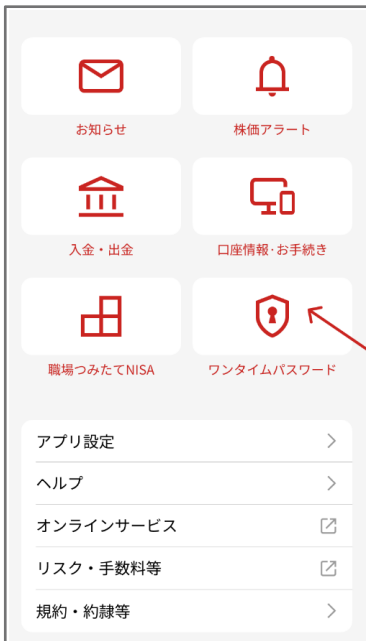 お知らせ
株価アラート
入金・出金
口座情報･お手続き
職場つみたてNISA
ワンタイムパスワード
アプリ設定
ヘルプ
オンラインサービス
リスク・手数料等
規約・約諌等